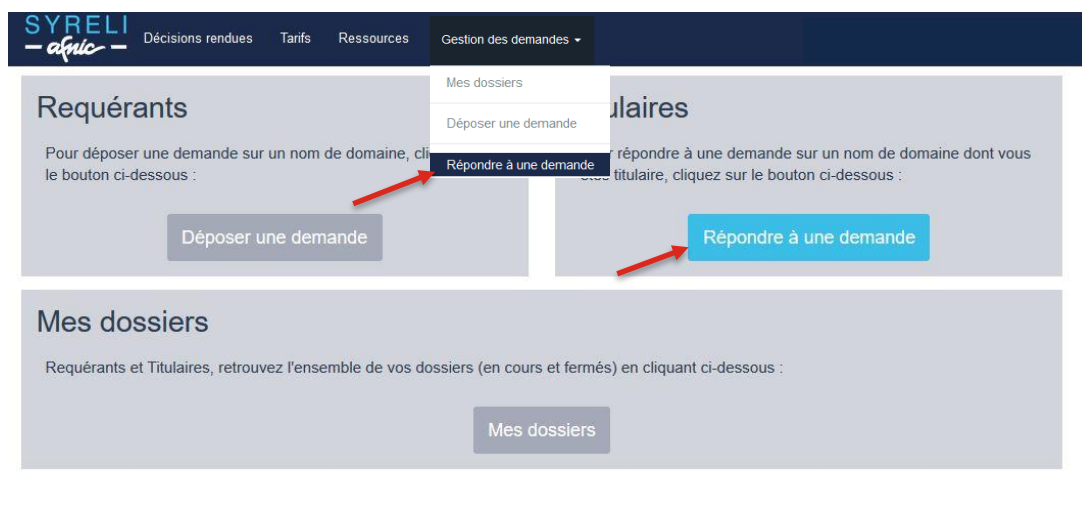 SYRELI
afnic
Décisions rendues Tarifs Ressources Gestion des demandes
Mes dossiers
Déposer une demande
Répondre à une demande
Requérants
Pour déposer une demande sur un nom de domaine,
le bouton ci-dessous :
Déposer une demande
ulaires
répondre à une demande sur un nom de domaine dont vous
titulaire, cliquez sur le bouton ci-dessous :
Répondre à une demande
Mes dossiers
Requérants et Titulaires, retrouvez l'ensemble de vos dossiers (en cours et fermés) en cliquant ci-dessous :
Mes dossiers